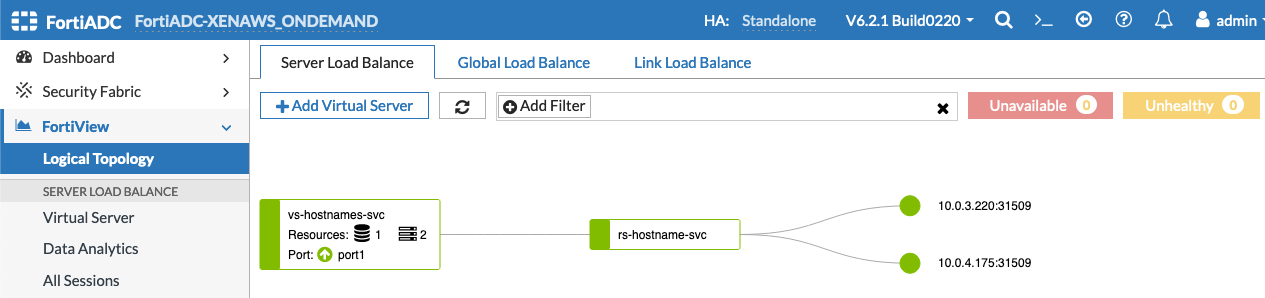 FortiADC FortiADC-XENAWS_ONDEMAND HA: Standalone V6.2.1 Build0220 admin
Dashboard
Security Fabric
FortiView
Logical Topology
SERVER LOAD BALANCE
Virtual Server
Data Analytics
All Sessions
Server Load Balance Global Load Balance Link Load Balance
Add Virtual Server Add Filter Unavailable 0 Unhealthy 0
vs-hostnames-svc
Resources: 1 2
Port: port1
rs-hostname-svc
10.0.3.220:31509
10.0.4.175:31509